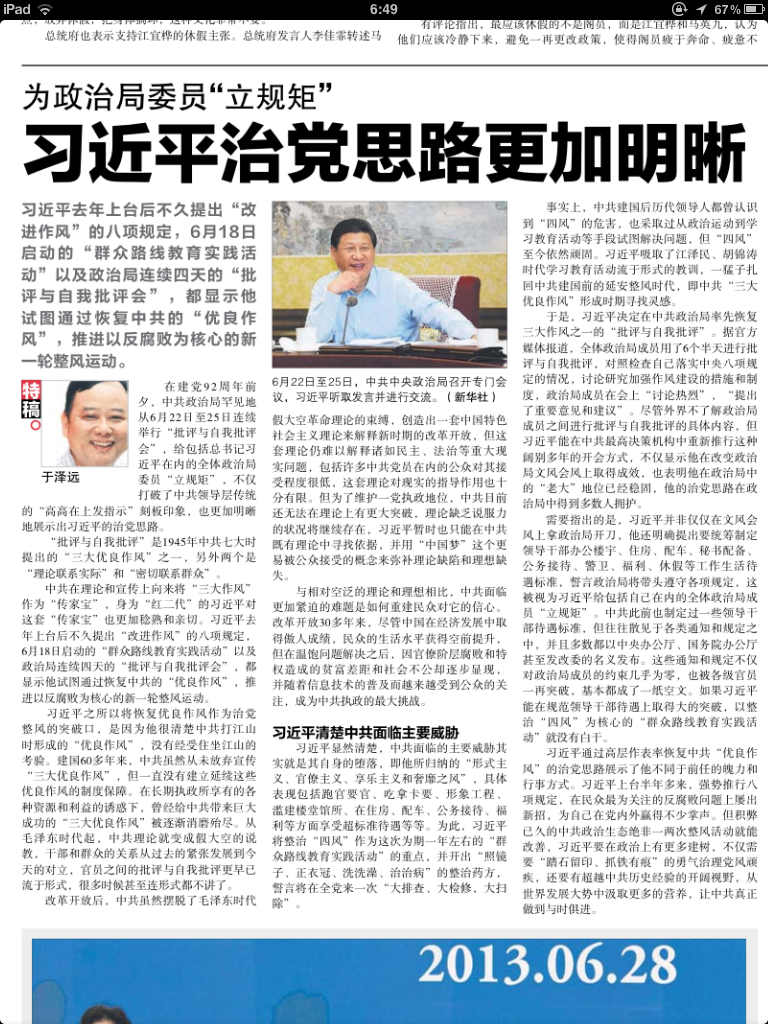 iPad
6:49
67%
总统府也表示支持江宜桦的休假主张。总统府发言人李佳霏转述马
有评论指出，最应该休假的不是阁员，而是江宜桦和马英九，认为
他们应该冷静下来，避免一再更改政策，使得阁员疲于奔命、疲惫不
为政治局委员“立规矩”
习近平治党思路更加明晰
习近平去年上台后不久提出“改
进作风”的八项规定，6月18日
启动的“群众路线教育实践活
动”以及政治局连续四天的“批
评与自我批评会”，都显示他
试图通过恢复中共的“优良作
风”，推进以反腐败为核心的新
一轮整风运动。
特稿
于泽远
在建党92周年前
夕，中共政治局罕见地
从6月22日至25日连续
举行“批评与自我批评
会”，给包括总书记习
近平在内的全体政治局
委员“立规矩”，不仅
打破了中共领导层传统
的“高高在上发指示”刻板印象，也更加明晰
地展示出习近平的治党思路。
“批评与自我批评”是1945年中共七大时
提出的“三大优良作风”之一，另外两个是
“理论联系实际”和“密切联系群众”。
中共在理论和宣传上向来将“三大作风”
作为“传家宝”，身为“红二代”的习近平对
这套“传家宝”也更加稔熟和亲切。习近平去
年上台后不久提出“改进作风”的八项规定，
6月18日启动的“群众路线教育实践活动”以及
政治局连续四天的“批评与自我批评会”，都
显示他试图通过恢复中共的“优良作风”，推
进以反腐败为核心的新一轮整风运动。
习近平之所以将恢复优良作风作为治党
整风的突破口，是因为他很清楚中共打江山
时形成的“优良作风”，没有经受住坐江山的
考验。建国60多年来，中共虽然从未放弃宣传
“三大优良作风”，但一直没有建立延续这些
优良作风的制度保障。在长期执政所享有的各
种资源和利益的诱惑下，曾经给中共带来巨大
成功的“三大优良作风”被逐渐消磨殆尽。从
毛泽东时代起，中共理论就变成假大空的说
教，干部和群众的关系从过去的紧张发展到今
天的对立，官员之间的批评与自我批评更早已
流于形式，很多时候甚至连形式都不讲了。
改革开放后，中共虽然摆脱了毛泽东时代
6月22日至25日，中共中央政治局召开专门会
议，习近平听取发言并进行交流。（新华社）
假大空革命理论的束缚，创造出一套中国特色
社会主义理论来解释新时期的改革开放，但这
套理论仍难以解释诸如民主、法治等重大现
实问题，包括许多中共党员在内的公众对其接
受程度很低，这套理论对现实的指导作用也十
分有限。但为了维护一党执政地位，中共目前
还无法在理论上有更大突破，理论缺乏说服力
的状况将继续存在，习近平暂时也只能在中共
既有理论中寻找依据，并用“中国梦”这个更
易被公众接受的概念来弥补理论缺陷和理想缺
失。
与相对空泛的理论和理想相比，中共面临
更加紧迫的难题是如何重建民众对它的信心。
改革开放30多年来，尽管中国在经济发展中取
得傲人成绩，民众的生活水平获得空前提升，
但在温饱问题解决之后，因官僚阶层腐败和特
权造成的贫富差距和社会不公却逐步显现，
并随着信息技术的普及而越来越受到公众的关
注，成为中共执政的最大挑战。
习近平清楚中共面临主要威胁
习近平显然清楚，中共面临的主要威胁其
实就是其自身的堕落，即他所归纳的“形式主
义、官僚主义、享乐主义和奢靡之风”，具体
表现包括跑官要官、吃拿卡要、形象工程、
滥建楼堂馆所、在住房、配车、公务接待、福
利等方面享受超标准待遇等等。为此，习近平
将整治“四风”作为这次为期一年左右的“群
众路线教育实践活动”的重点，并开出“照镜
子、正衣冠、洗洗澡、治治病”的整治药方，
誓言将在全党来一次“大排查、大检修、大扫
除”。
事实上，中共建国后历代领导人都曾认识
到“四风”的危害，也采取过从政治运动到学
习教育活动等手段试图解决问题，但“四风”
至今依然顽固。习近平吸取了江泽民、胡锦涛
时代学习教育活动流于形式的教训，一猛子扎
回中共建国前的延安整风时代，即中共“三大
优良作风”形成时期寻找灵感。
于是，习近平决定在中共政治局率先恢复
三大作风之一的“批评与自我批评”。据官方
媒体报道，全体政治局成员用了6个半天进行批
评与自我批评，对照检查自己落实中央八项规
定的情况，讨论研究加强作风建设的措施和制
度，政治局成员在会上“讨论热烈”，“提出
了重要意见和建议”。尽管外界不了解政治局
成员之间进行批评与自我批评的具体内容，但
习近平能在中共最高决策机构中重新推行这种
阔别多年的开会方式，不仅显示他在改变政治
局文风会风上取得成效，也表明他在政治局中
的“老大”地位已经稳固，他的治党思路在政
治局中得到多数人拥护。
需要指出的是，习近平并非仅仅在文风会
风上拿政治局开刀，他还明确提出要统筹制定
领导干部办公楼宇、住房、配车、秘书配备、
公务接待、警卫、福利、休假等工作生活待
遇标准，誓言政治局将带头遵守各项规定，这
被视为习近平给包括自己在内的全体政治局成
员“立规矩”。中共此前也制定过一些领导干
部待遇标准，但往往散见于各类通知和规定之
中，并且多数都以中央办公厅、国务院办公厅
甚至发改委的名义发布。这些通知和规定不仅
对政治局成员的约束几乎为零，也被各级官员
一再突破，基本都成了一纸空文。如果习近平
能在规范领导干部待遇上取得大的突破，以整
治“四风”为核心的“群众路线教育实践活
动”就没有白干。
习近平通过高层作表率恢复中共“优良作
风”的治党思路展示了他不同于前任的魄力和
行事方式。习近平上台半年多来，强势推行八
项规定，在民众最为关注的反腐败问题上屡出
新招，为自己在党内外赢得不少掌声。但积弊
已久的中共政治生态绝非一两次整风活动就能
改善，习近平要在政治上有更多建树，不仅需
要“踏石留印、抓铁有痕”的勇气治理党风顽
疾，还要有超越中共历史经验的开阔视野，从
世界发展大势中汲取更多的营养，让中共真正
做到与时俱进。
2013.06.28